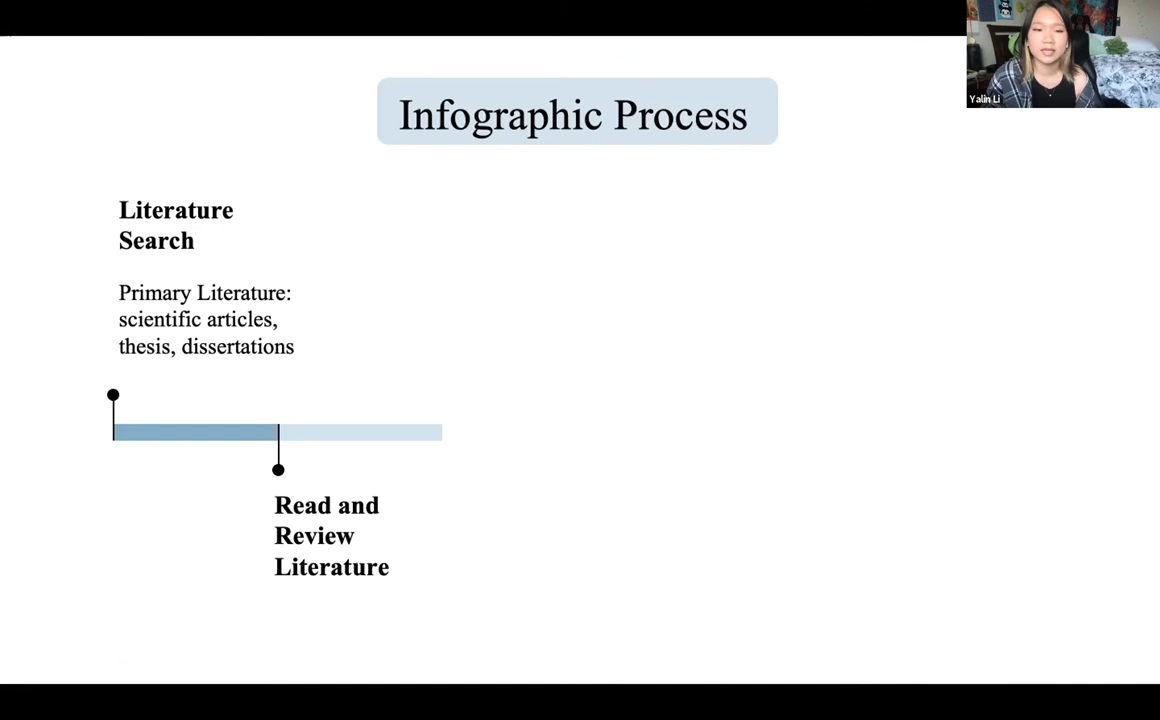 Infographic Process
Yalin Li
Literature
Search
Primary Literature:
scientific articles,
thesis, dissertations
Read and
Review
Literature